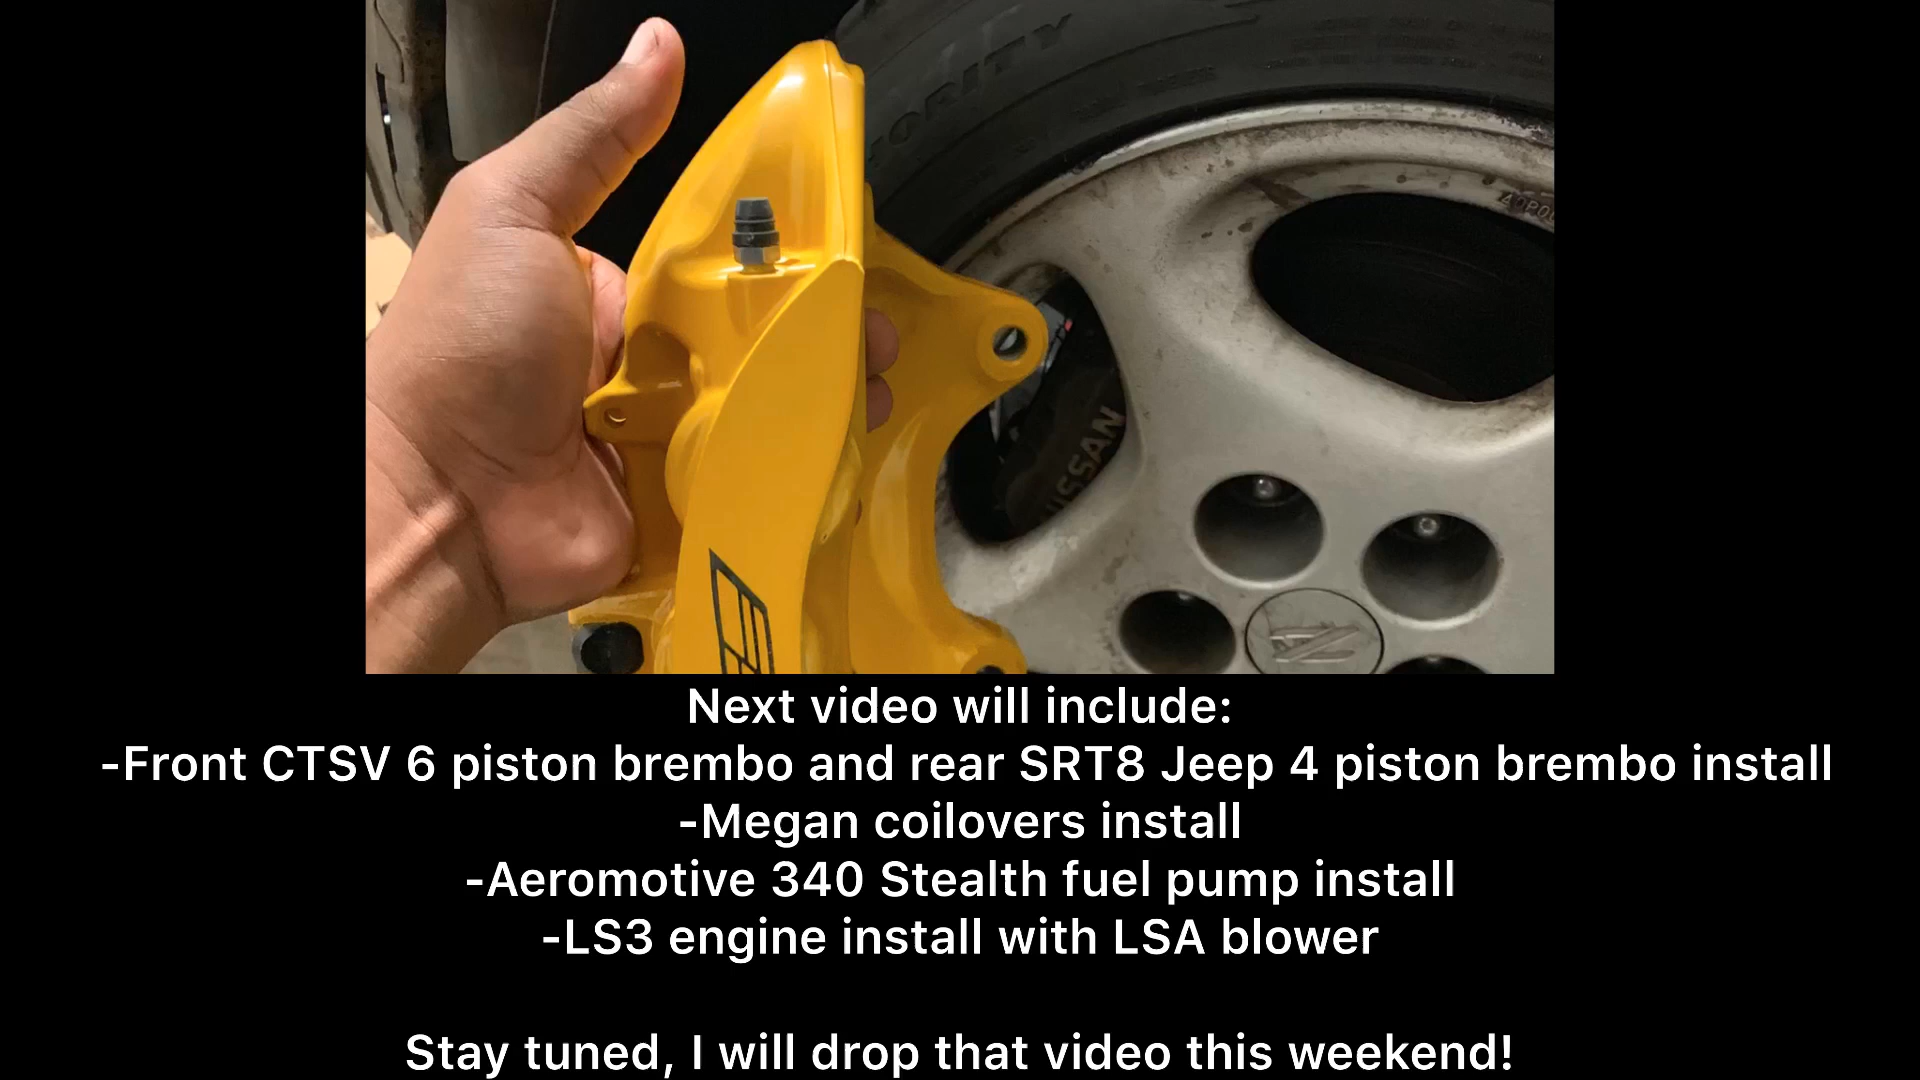 ORITY
NISSAN
Next video will include:
-Front CTSV 6 piston brembo and rear SRT8 Jeep 4 piston brembo install
-Megan coilovers install
-Aeromotive 340 Stealth fuel pump install
-LS3 engine install with LSA blower
Stay tuned, I will drop that video this weekend!